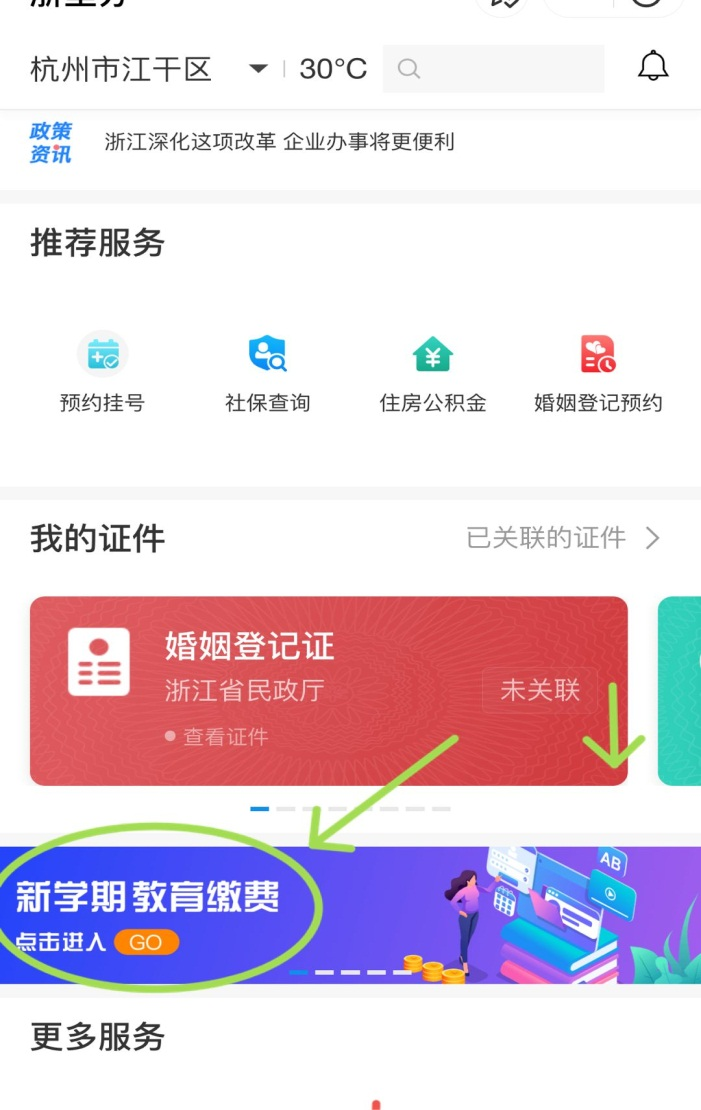 杭州市江干区 30°C
政策资讯
浙江深化这项改革 企业办事将更便利
推荐服务
预约挂号 社保查询 住房公积金 婚姻登记预约
我的证件 已关联的证件
婚姻登记证
浙江省民政厅 未关联
查看证件
新学期 教育缴费
点击进入 GO
AB
更多服务